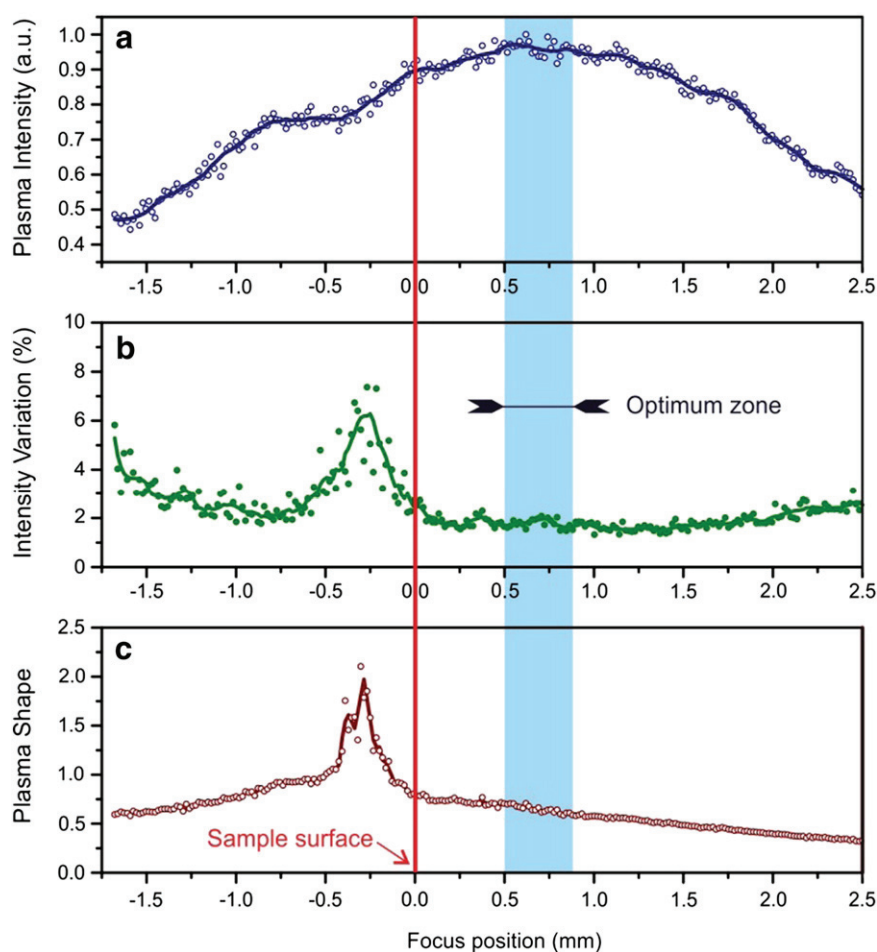 a
Plasma Intensity (a.u.)
1.0
0.9
0.8
0.7
0.6
0.5
0.4
-1.5 -1.0 -0.5 0.0 0.5 1.0 1.5 2.0 2.5
b
Intensity Variation (%)
10
8
6
4
2
0
Optimum zone
-1.5 -1.0 -0.5 0.0 0.5 1.0 1.5 2.0 2.5
c
Plasma Shape
2.5
2.0
1.5
1.0
0.5
0.0
Sample surface
-1.5 -1.0 -0.5 0.0 0.5 1.0 1.5 2.0 2.5
Focus position (mm)